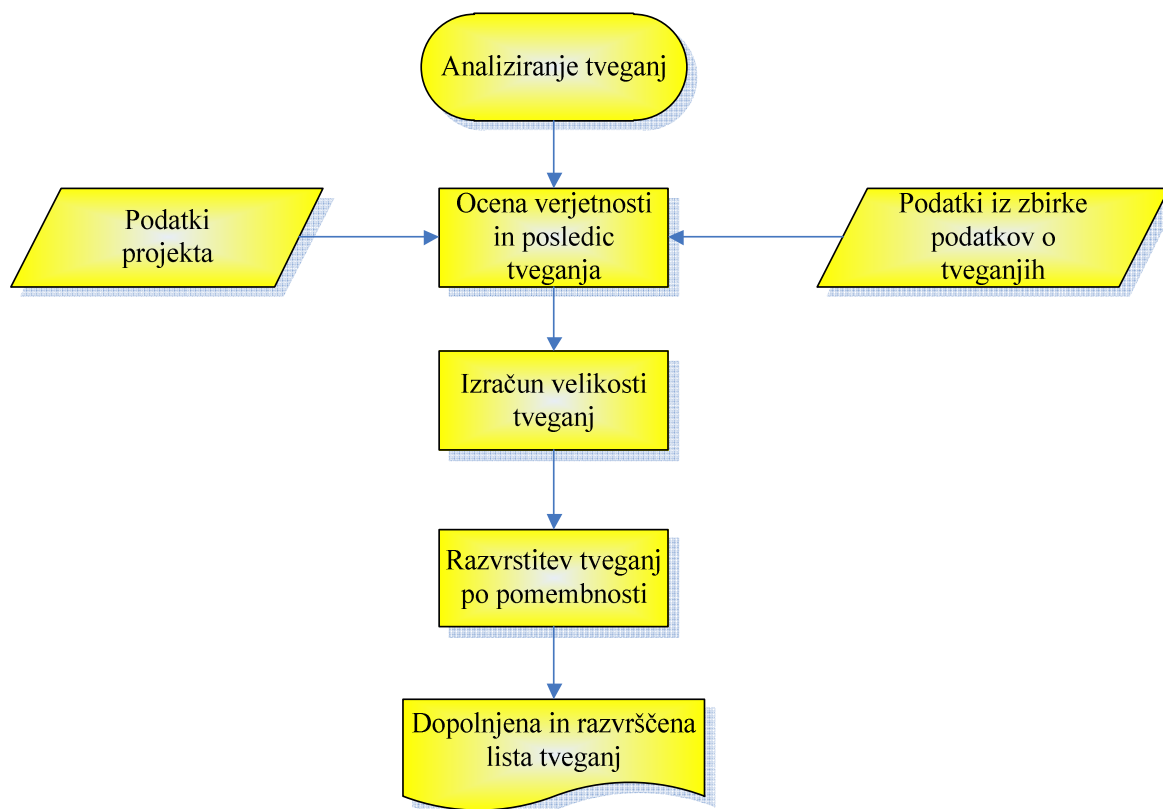 Analiziranje tveganj
Podatki
projekta
Ocena verjetnosti
in posledic
tveganja
Podatki iz zbirke
podatkov o
tveganjih
Izračun velikosti
tveganj
Razvrstitev tveganj
po pomembnosti
Dopolnjena in razvrščena
lista tveganj